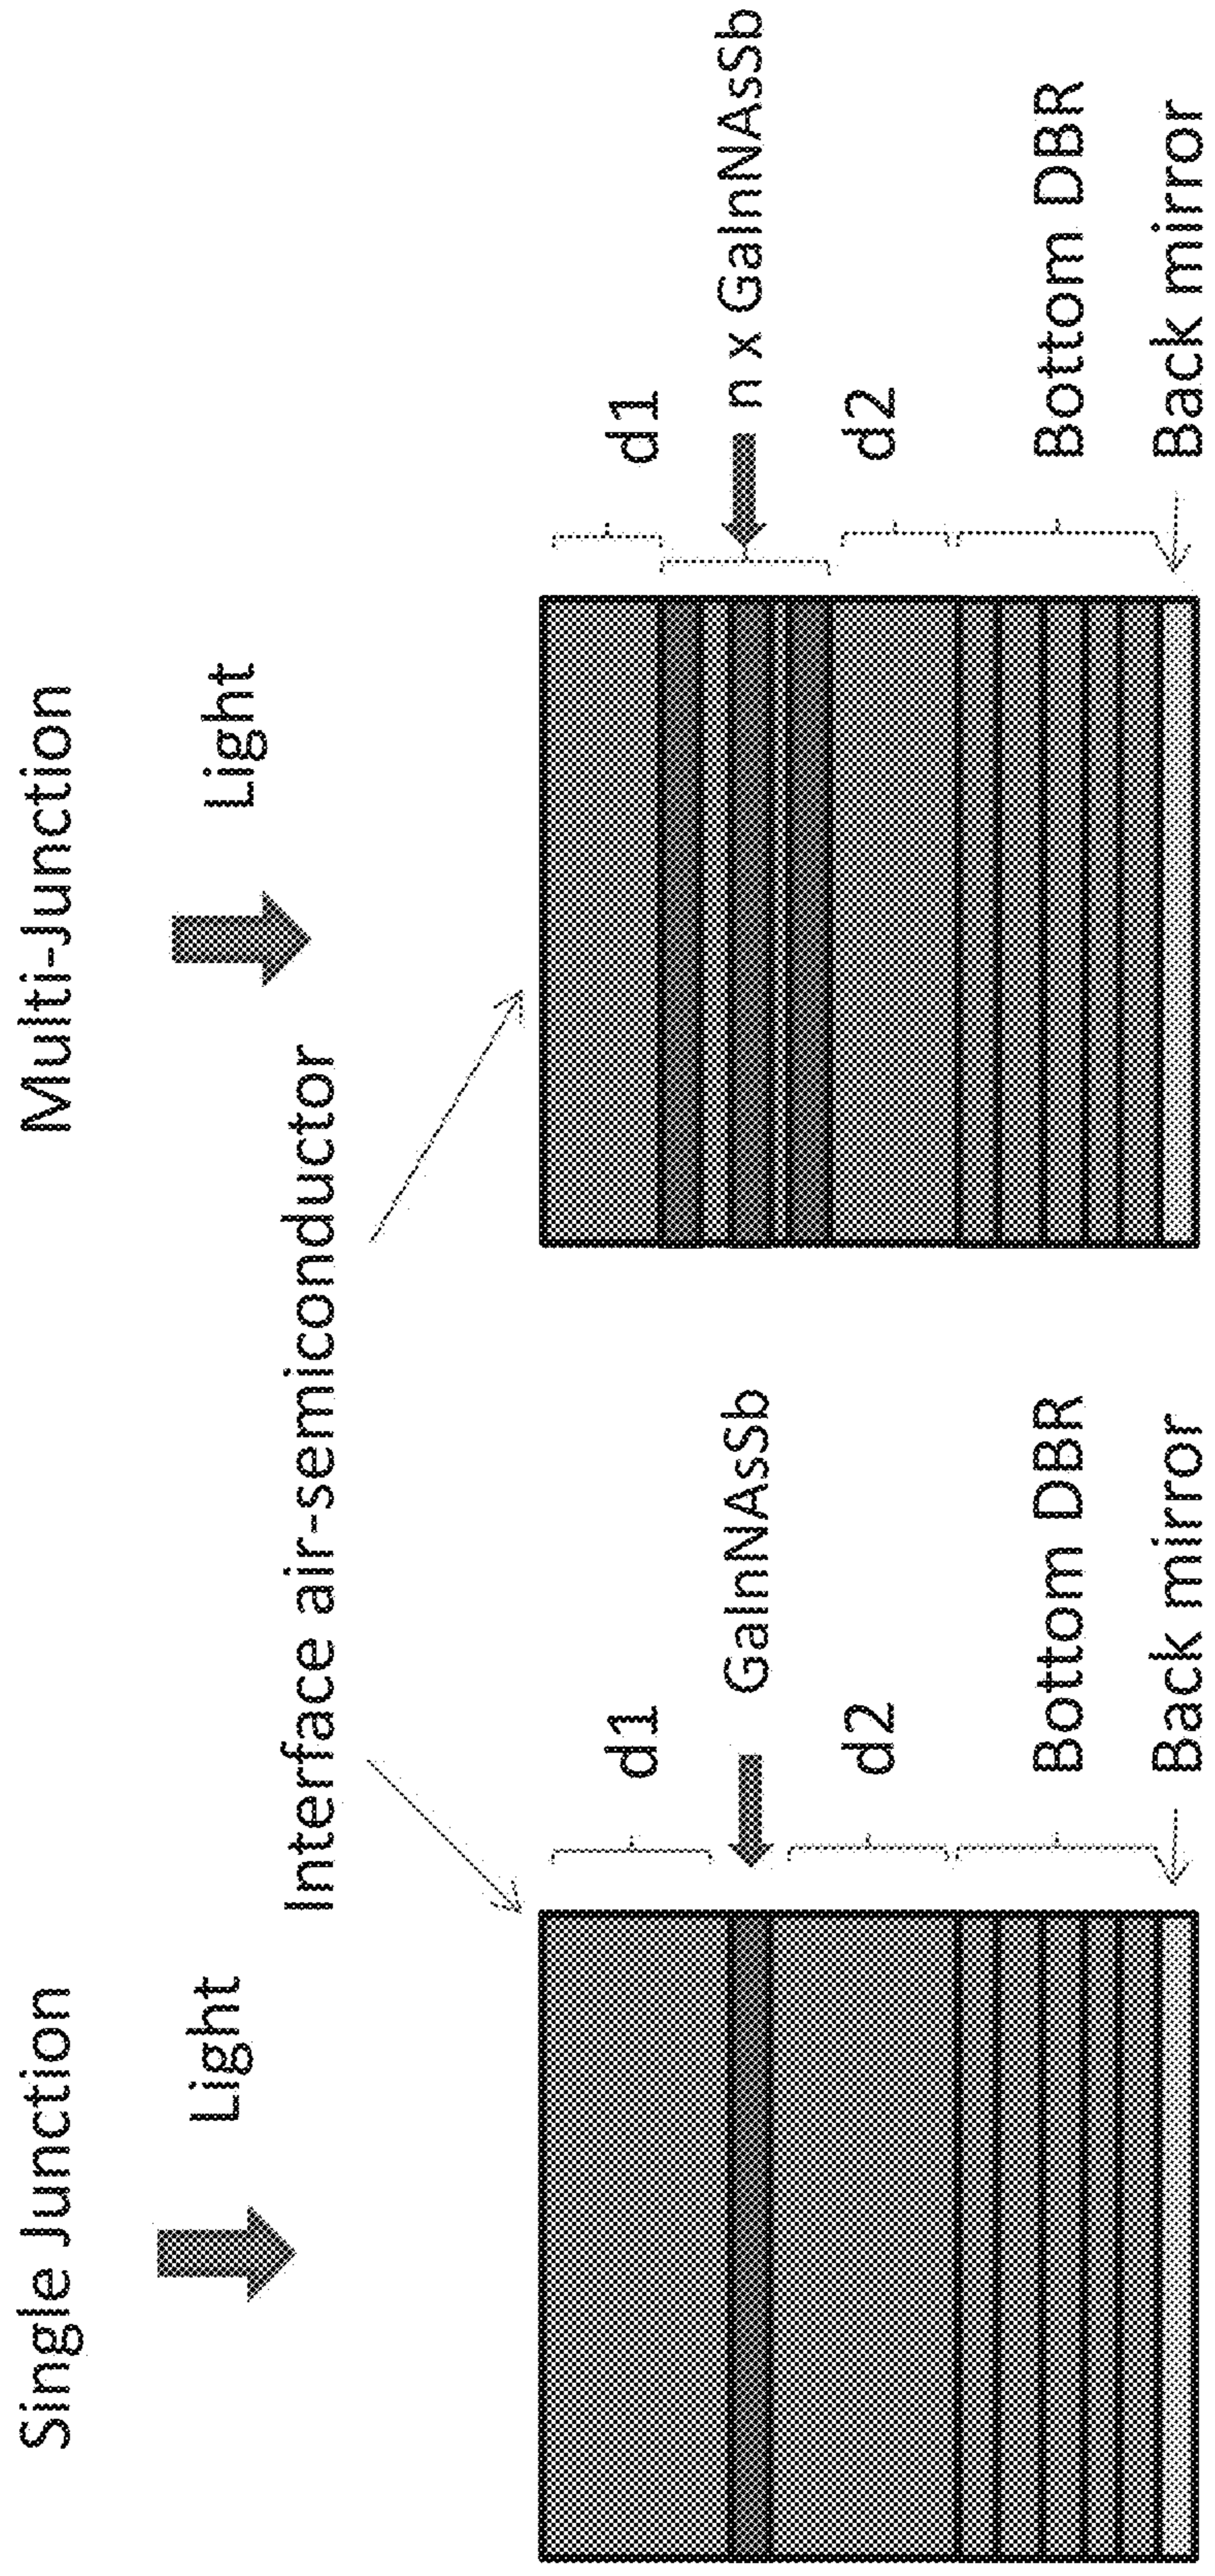 Single Junction
Multi-Junction
Light
Light
Interface air-semiconductor
d1
GaInNAsSb
d2
Bottom DBR
Back mirror
d1
n x GaInNAsSb
d2
Bottom DBR
Back mirror